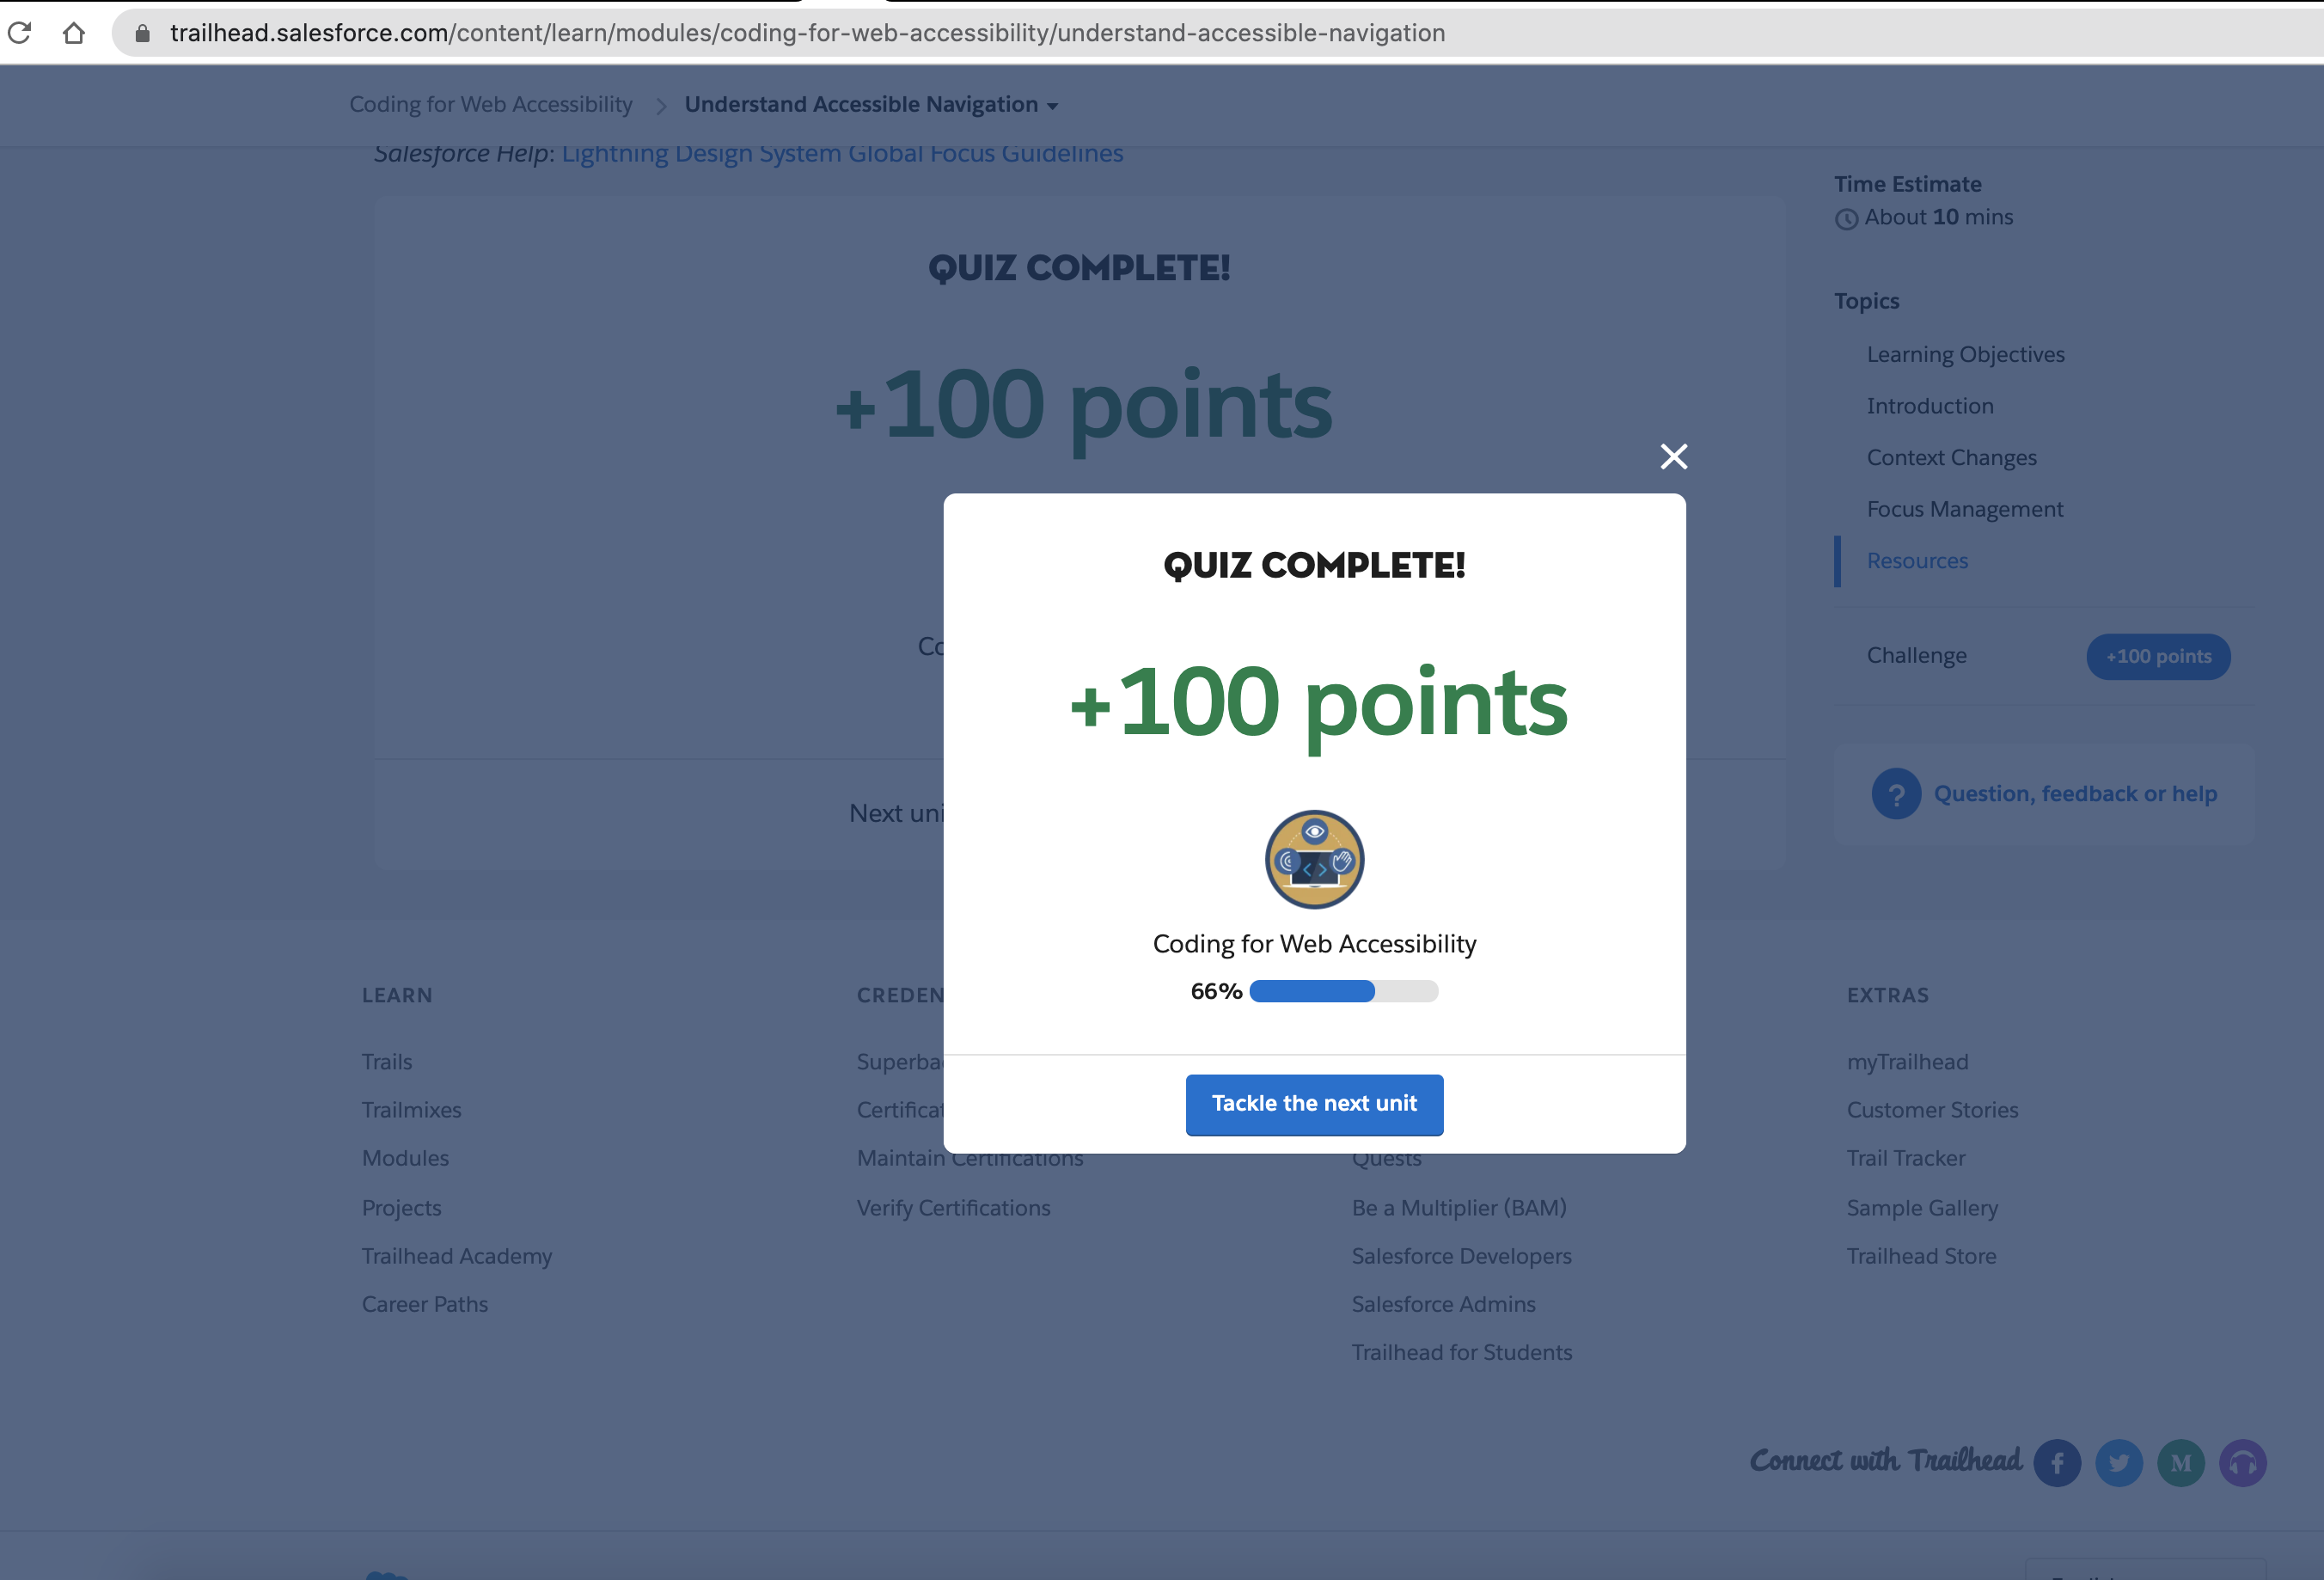 trailhead.salesforce.com/content/learn/modules/coding-for-web-accessibility/understand-accessible-navigation
Coding for Web Accessibility > Understand Accessible Navigation
Salesforce Help: Lightning Design System Global Focus Guidelines
QUIZ COMPLETE!
+100 points
Co
Next uni
Time Estimate
About 10 mins
Topics
Learning Objectives
Introduction
Context Changes
Focus Management
Resources
Challenge
+100 points
? Question, feedback or help
QUIZ COMPLETE!
+100 points
Coding for Web Accessibility
66%
Tackle the next unit
LEARN
Trails
Trailmixes
Modules
Projects
Trailhead Academy
Career Paths
CREDEN
Superba
Certificat
Maintain Certifications
Verify Certifications
Quests
Be a Multiplier (BAM)
Salesforce Developers
Salesforce Admins
Trailhead for Students
EXTRAS
myTrailhead
Customer Stories
Trail Tracker
Sample Gallery
Trailhead Store
Connect with Trailhead